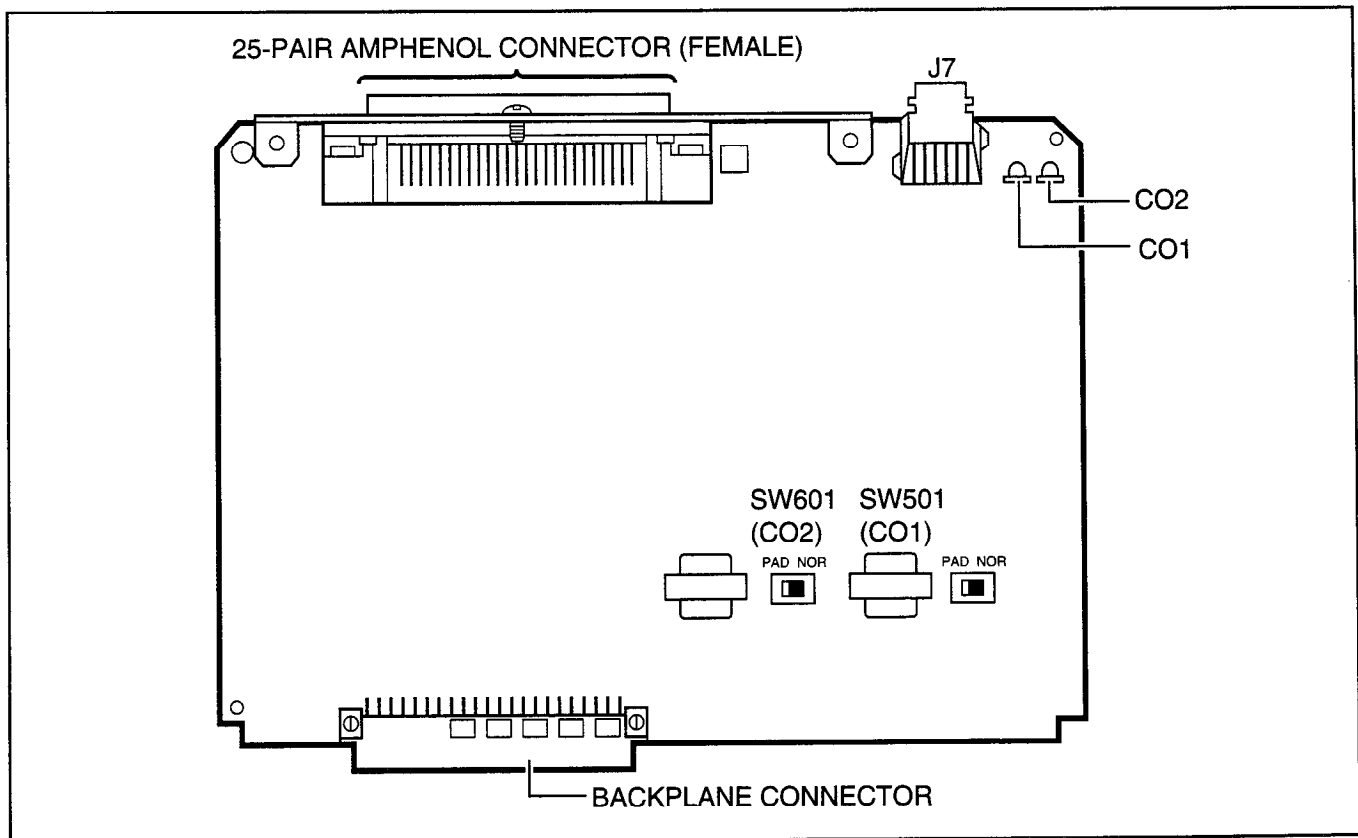 25-PAIR AMPHENOL CONNECTOR (FEMALE)
J7
CO2
CO1
SW601
(CO2)
SW501
(CO1)
PAD NOR
PAD NOR
BACKPLANE CONNECTOR